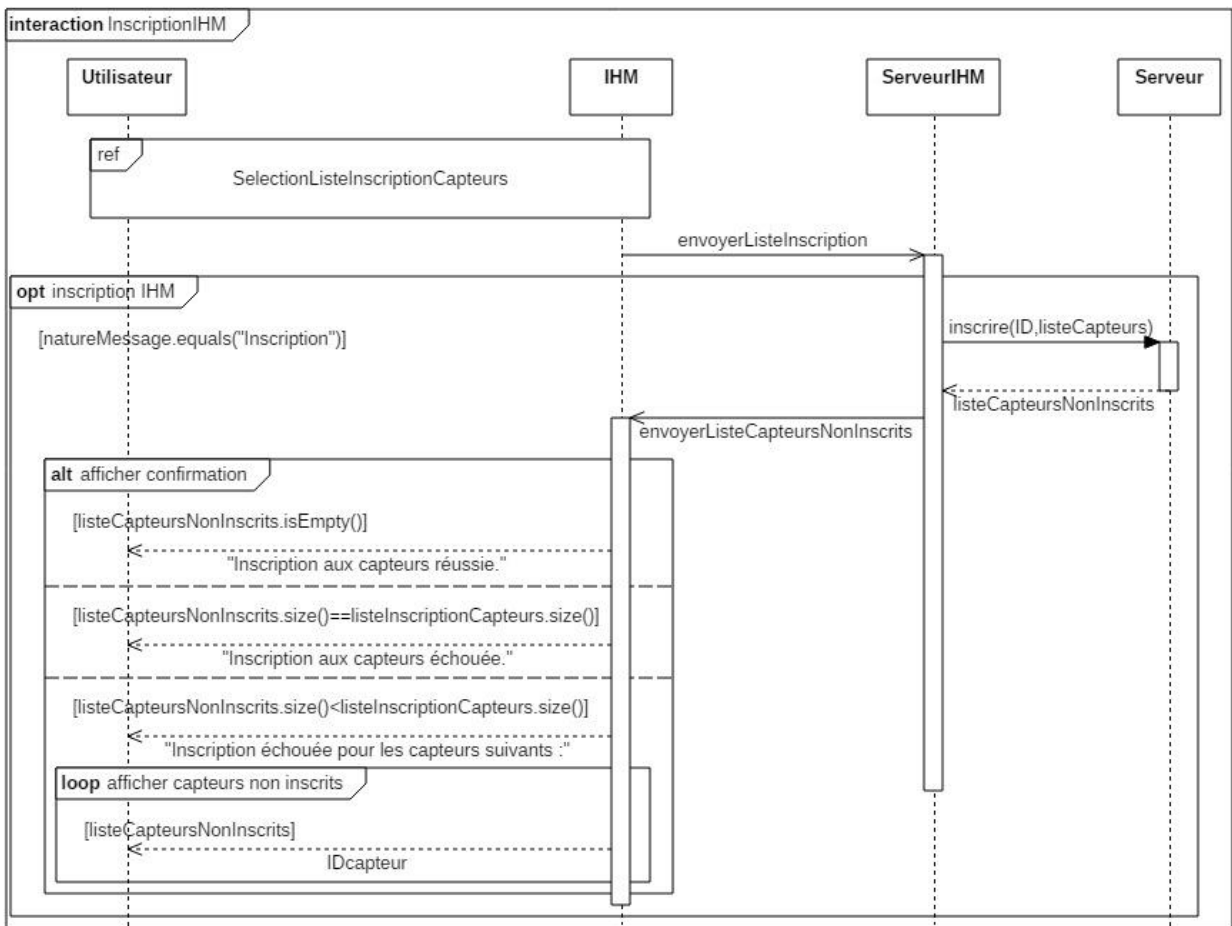 interaction InscriptionIHM
Utilisateur
IHM
ServeurIHM
Serveur
ref
SelectionListeInscriptionCapteurs
envoyerListeInscription
opt inscription IHM
[natureMessage.equals("Inscription")]
inscrire(ID,listeCapteurs)
listeCapteursNonInscrits
envoyerListeCapteursNonInscrits
alt afficher confirmation
[listeCapteursNonInscrits.isEmpty()]
"Inscription aux capteurs réussie."
[listeCapteursNonInscrits.size()==listeInscriptionCapteurs.size()]
"Inscription aux capteurs échouée."
[listeCapteursNonInscrits.size()<listeInscriptionCapteurs.size()]
"Inscription échouée pour les capteurs suivants :"
loop afficher capteurs non inscrits
[listeCapteursNonInscrits]
IDcapteur